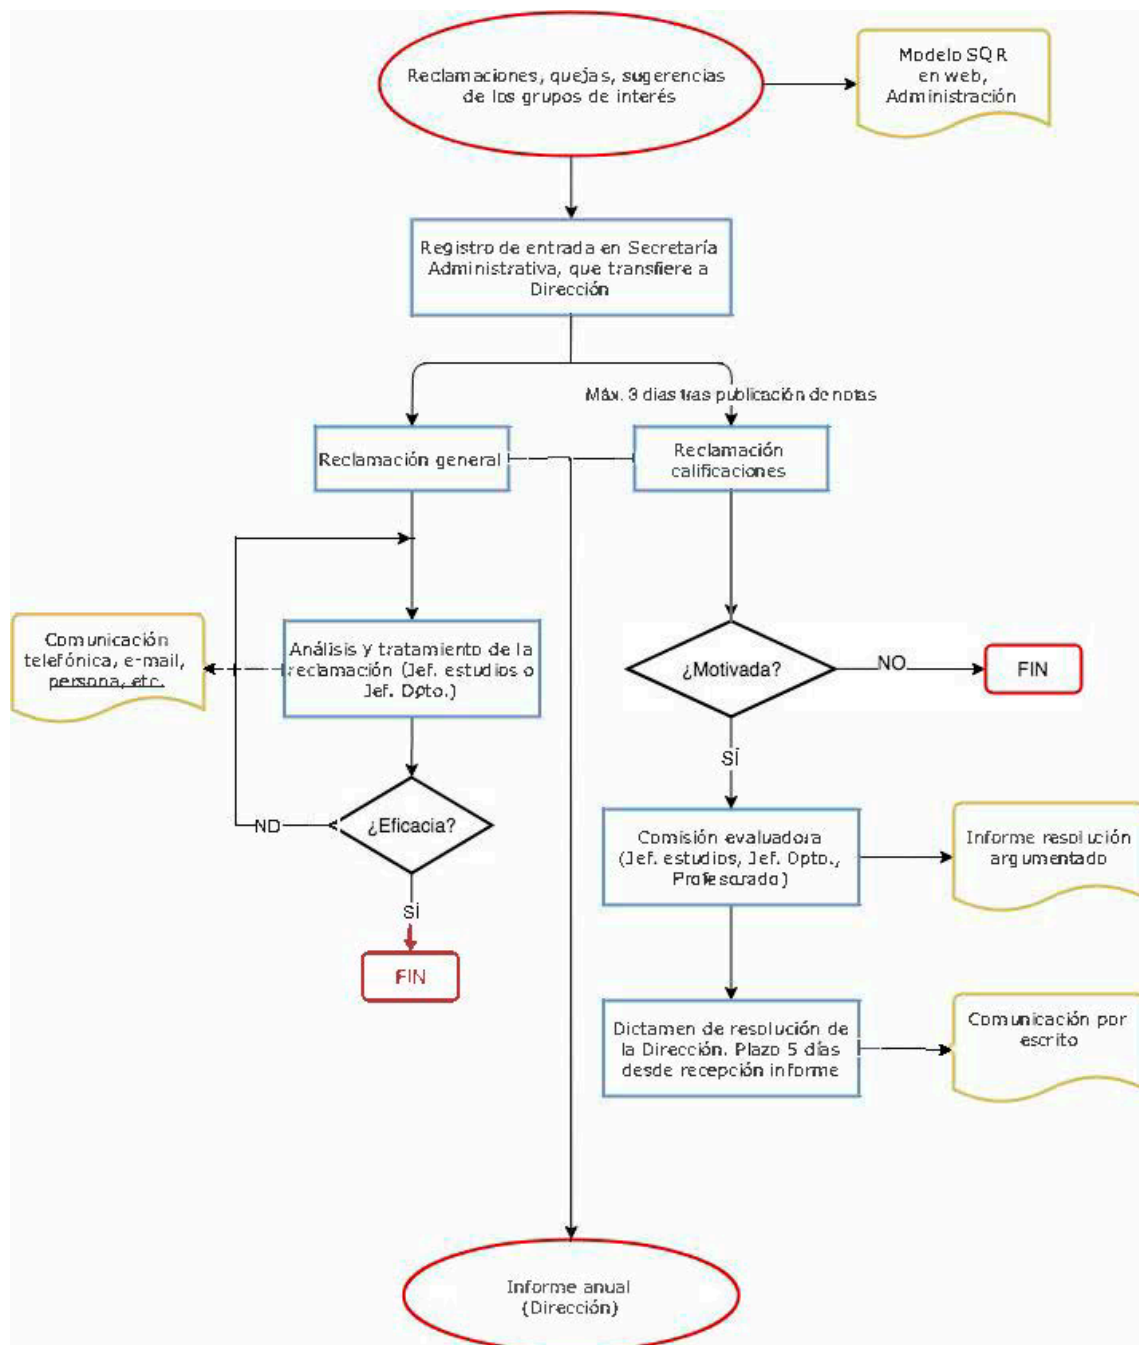 Reclamaciones, quejas, sugerencias
de los grupos de interés
Modelo SQR
en web,
Administración
Registro de entrada en Secretaría
Administrativa, que transfiere a
Dirección
Máx. 3 dias tras publicación de notas
Reclamación general
Reclamación
calificaciones
Comunicación
telefónica, e-mail,
persona, etc.
Análisis y tratamiento de la
reclamación (Jef. estudios o
Jef. Dpto.)
¿Motivada?
NO
FIN
SÍ
¿Eficacia?
NO
SÍ
FIN
Comisión evaluadora
(Jef. estudios, Jef. Dpto.,
Profesorado)
Informe resolución
argumentado
Dictamen de resolución de
la Dirección. Plazo 5 días
desde recepción informe
Comunicación por
escrito
Informe anual
(Dirección)